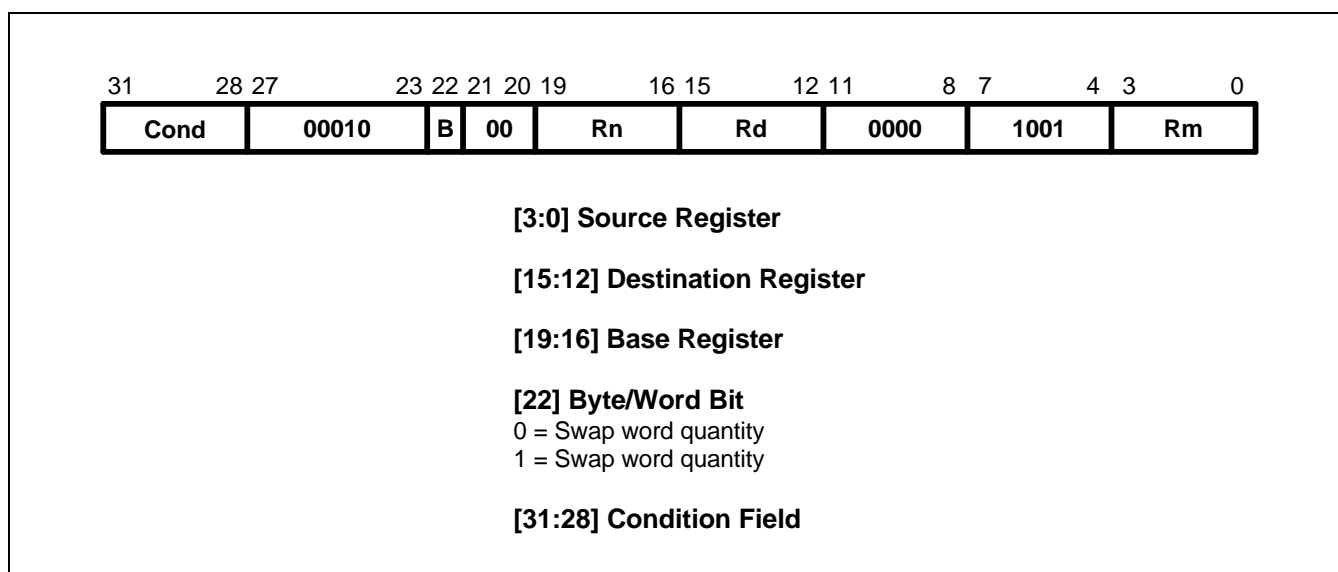 31 28 27 23 22 21 20 19 16 15 12 11 8 7 4 3 0
Cond 00010 B 00 Rn Rd 0000 1001 Rm
[3:0] Source Register
[15:12] Destination Register
[19:16] Base Register
[22] Byte/Word Bit
0 = Swap word quantity
1 = Swap word quantity
[31:28] Condition Field